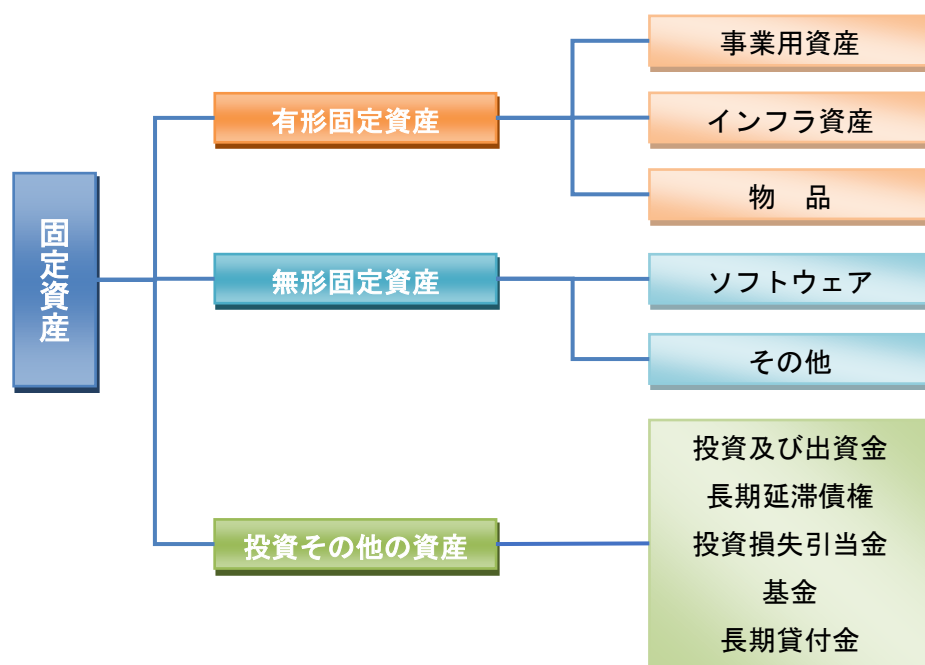 固定資産
有形固定資産
事業用資産
インフラ資産
物　品
無形固定資産
ソフトウェア
その他
投資その他の資産
投資及び出資金
長期延滞債権
投資損失引当金
基金
長期貸付金